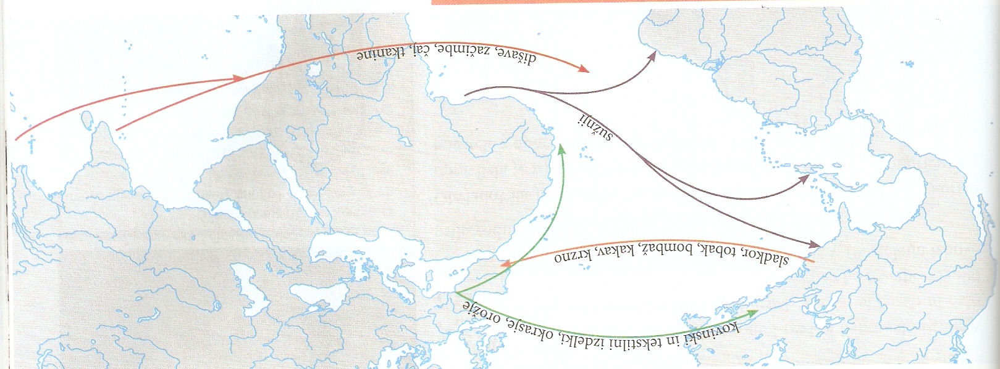 kovinski in tekstilni izdelki, okrasje, orožje
sladkor, tobak, bombaž, kakav, krzno
sužnji
dišave, začimbe, čaj, tkanine